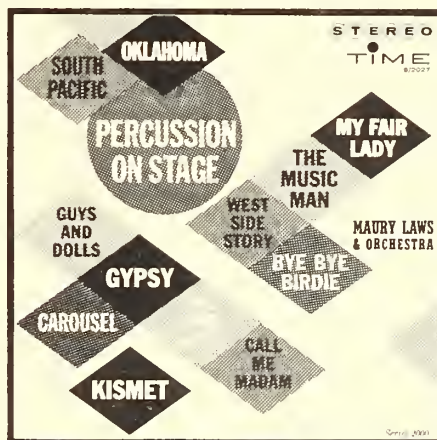 STEREO
TIME
S/2027
OKLAHOMA
SOUTH
PACIFIC
PERCUSSION
ON STAGE
MY FAIR
LADY
THE
MUSIC
MAN
WEST
SIDE
STORY
MAURY LAWS
& ORCHESTRA
GUYS
AND
DOLLS
BYE BYE
BIRDIE
GYPSY
CAROUSEL
CALL
ME
MADAM
KISMET
2000